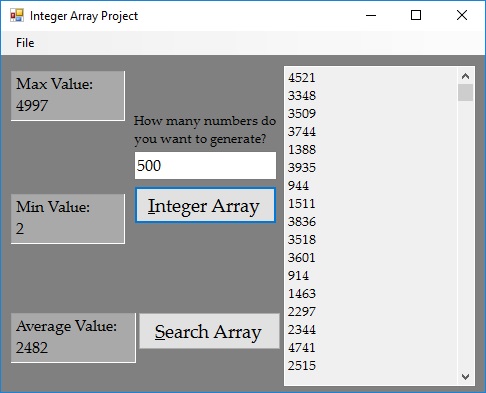 Integer Array Project
File
Max Value:
4997
How many numbers do
you want to generate?
500
Integer Array
Min Value:
2
Average Value:
2482
Search Array
4521
3348
3509
3744
1388
3935
944
1511
3836
3518
3601
914
1463
2297
2344
4741
2515